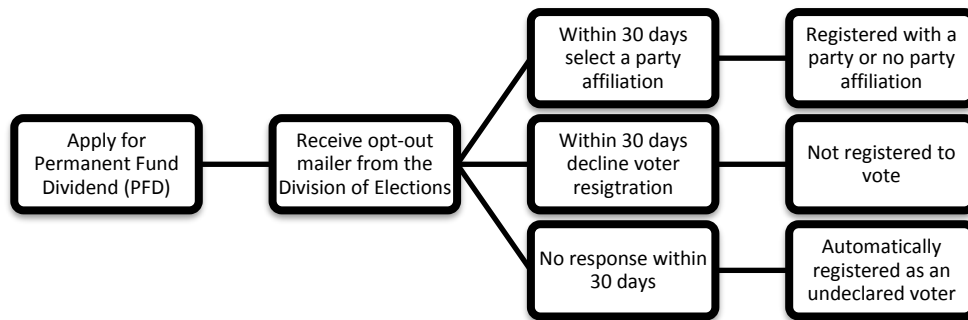 Apply for
Permanent Fund
Dividend (PFD)
Receive opt-out
mailer from the
Division of Elections
Within 30 days
select a party
affiliation
Registered with a
party or no party
affiliation
Within 30 days
decline voter
resigtration
Not registered to
vote
No response within
30 days
Automatically
registered as an
undeclared voter